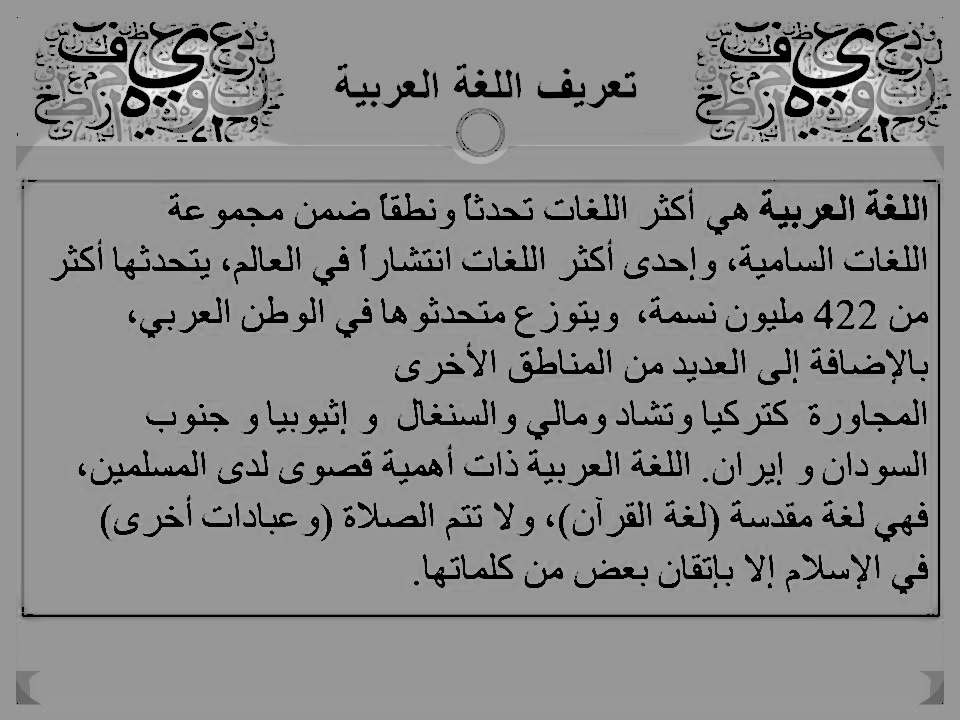 تعريف اللغة العربية
اللغة العربية هي أكثر اللغات تحدثاً ونطقاً ضمن مجموعة
اللغات السامية، وإحدى أكثر اللغات انتشاراً في العالم، يتحدثها أكثر
من 422 مليون نسمة، ويتوزع متحدثوها في الوطن العربي،
بالإضافة إلى العديد من المناطق الأخرى
المجاورة كتركيا وتشاد ومالي والسنغال و إثيوبيا و جنوب
السودان و إيران. اللغة العربية ذات أهمية قصوى لدى المسلمين،
فهي لغة مقدسة (لغة القرآن)، ولا تتم الصلاة (وعبادات أخرى)
في الإسلام إلا بإتقان بعض من كلماتها.